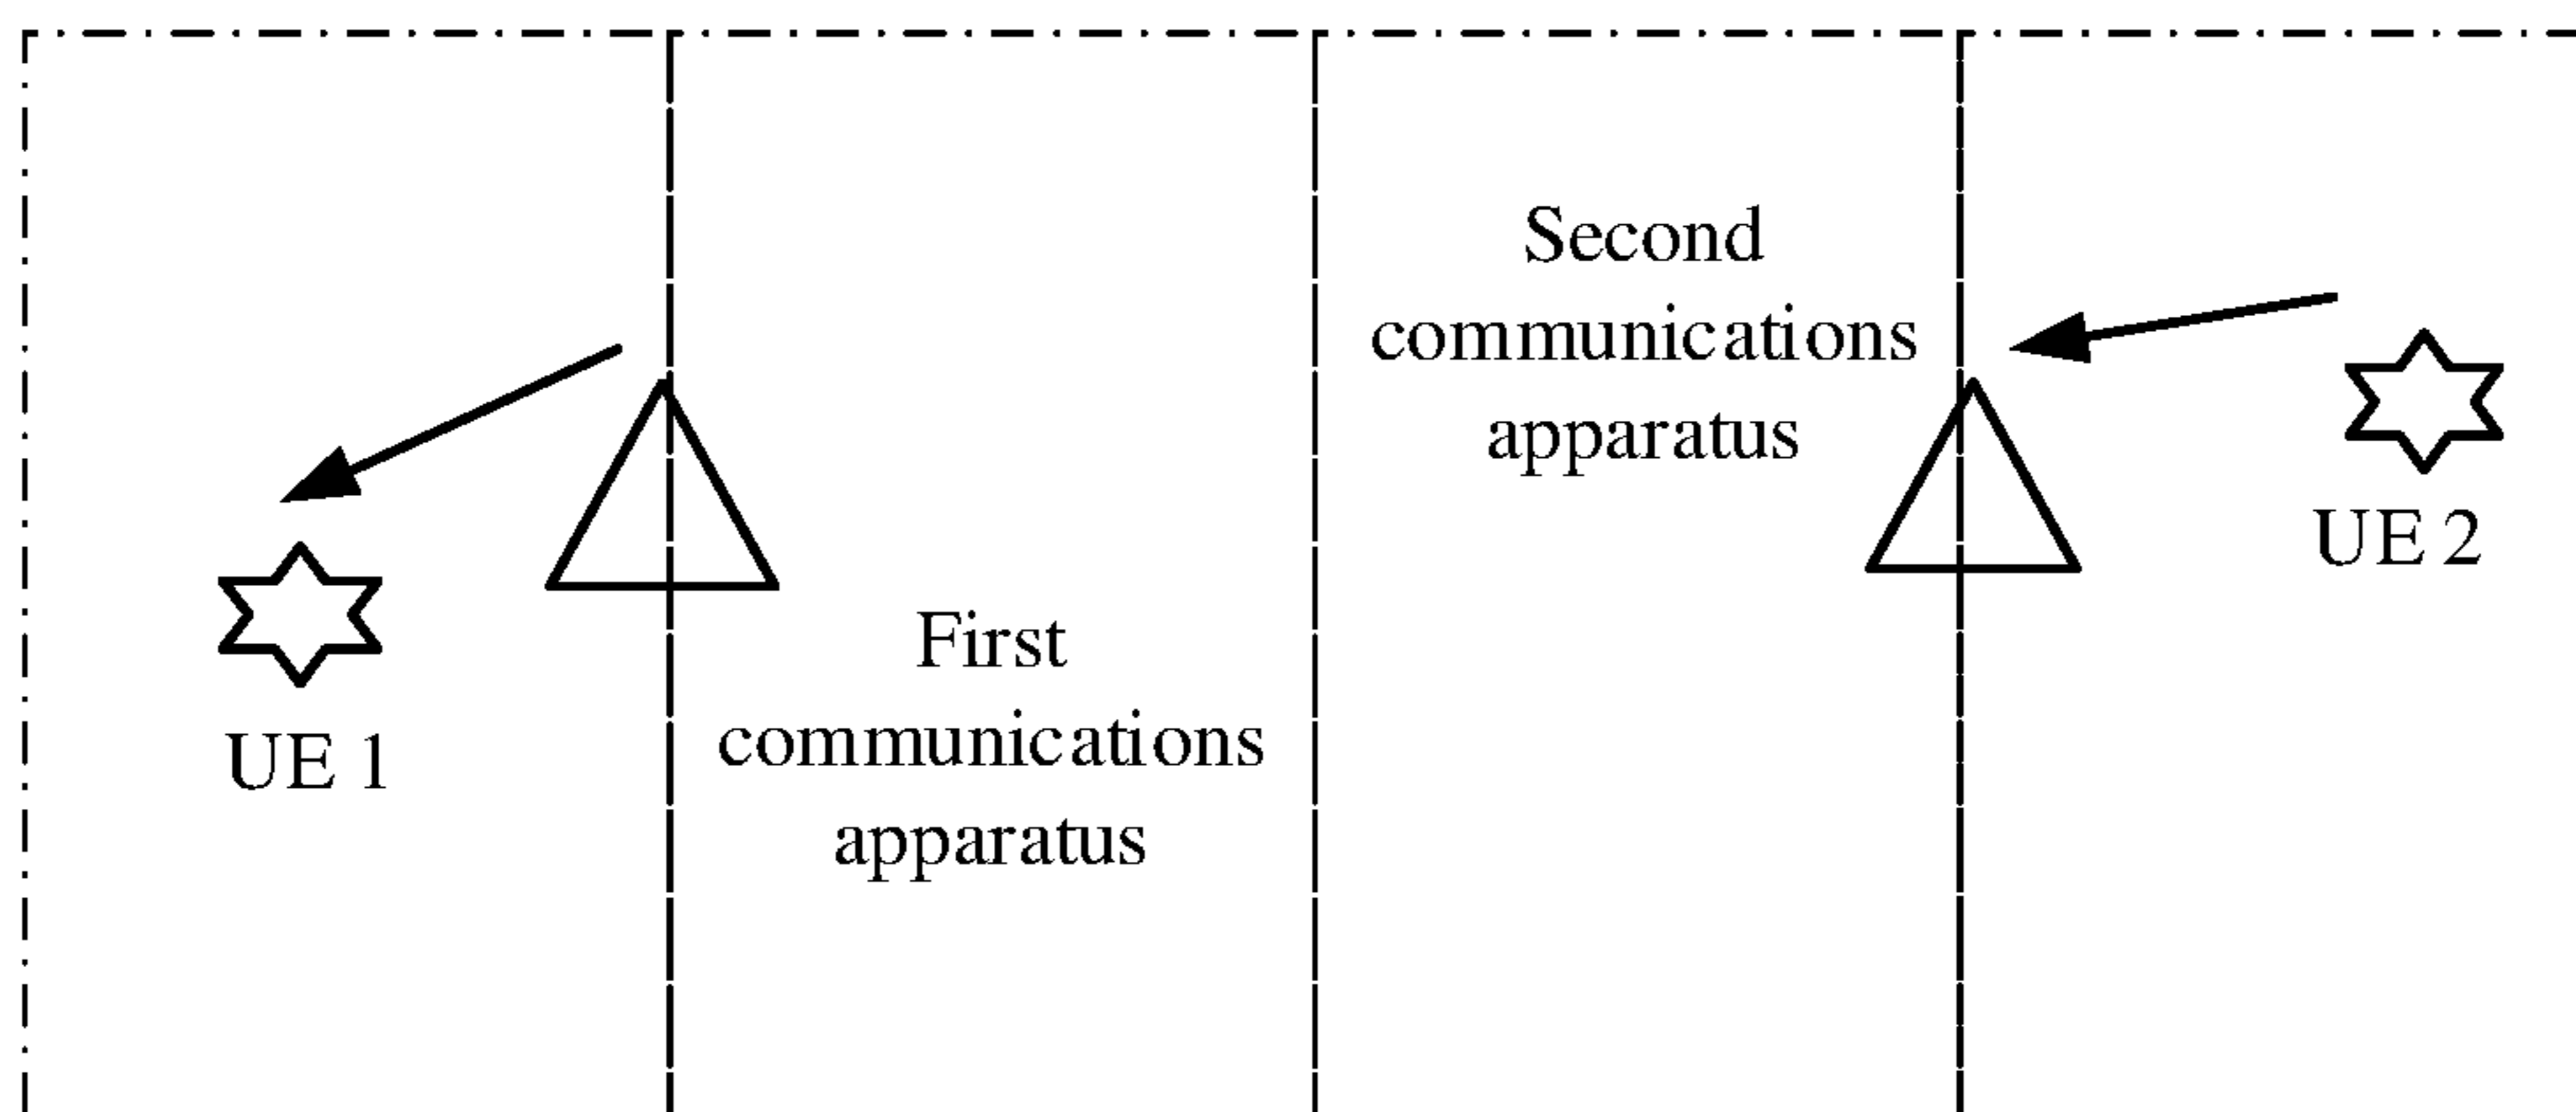 Second
communications
apparatus
UE 2
First
communications
apparatus
UE 1